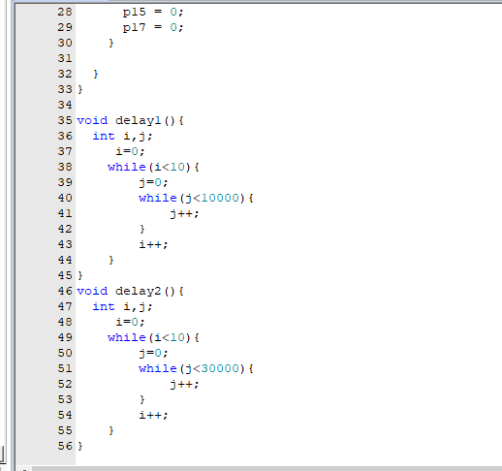 28 p15 = 0;
29 p17 = 0;
30 }
31
32 }
33 }
34
35 void delay1(){
36 int i,j;
37 i=0;
38 while(i<10){
39 j=0;
40 while(j<10000){
41 j++;
42 }
43 i++;
44 }
45 }
46 void delay2(){
47 int i,j;
48 i=0;
49 while(i<10){
50 j=0;
51 while(j<30000){
52 j++;
53 }
54 i++;
55 }
56 }